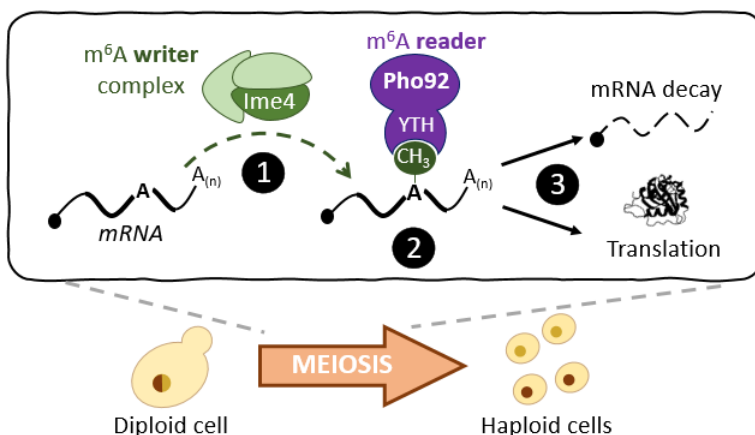 m⁶A writer
complex
Ime4
m⁶A reader
Pho92
YTH
CH₃
mRNA decay
1
A
A(n)
mRNA
A
A(n)
2
3
Translation
MEIOSIS
Diploid cell
Haploid cells